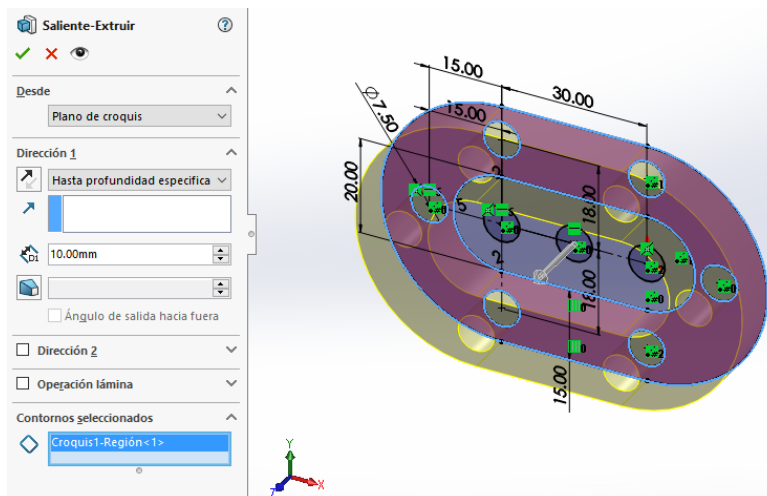 Saliente-Extruir
Desde
Plano de croquis
Dirección 1
Hasta profundidad especifica
D1
10.00mm
Ángulo de salida hacia fuera
Dirección 2
Operación lámina
Contornos seleccionados
Croquis1-Región<1>
15.00
30.00
Ø7.50
15.00
20.00
18.00
18.00
15.00
Y
X
Z